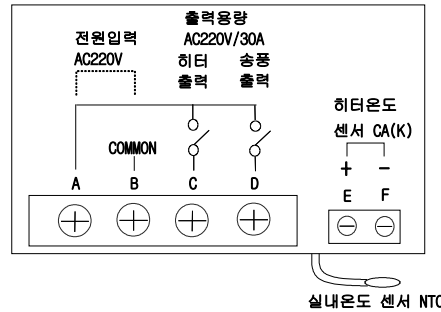 출력용량
전원입력 AC220V/30A
AC220V 히터 송풍
출력 출력
히터온도
COMMON 센서 CA(K)
+ -
A B C D E F
실내온도 센서 NTC